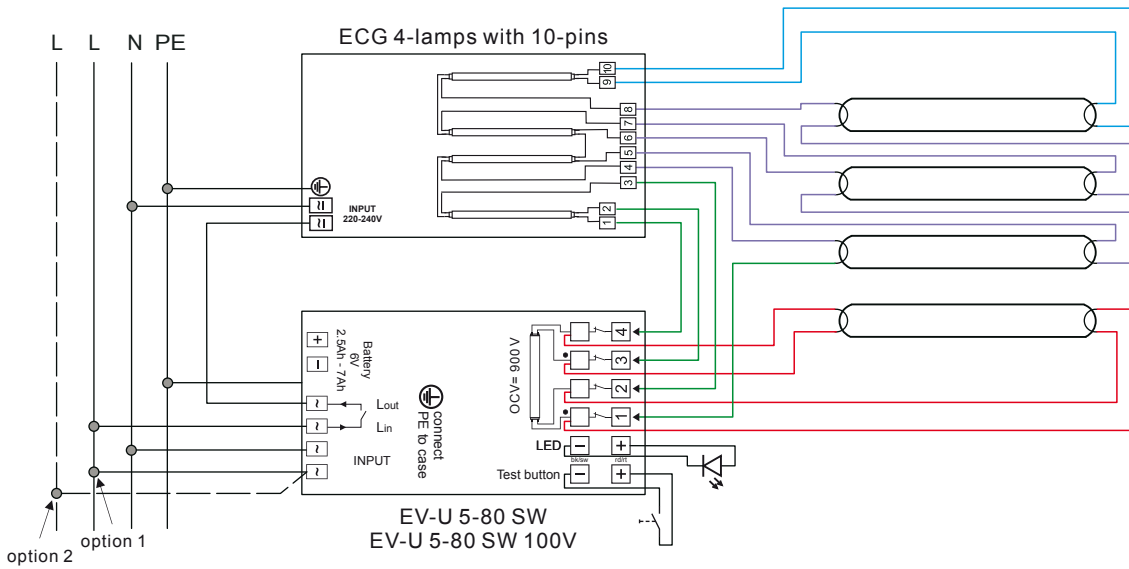 L L N PE
ECG 4-lamps with 10-pins
10
9
8
7
6
5
4
3
2
1
INPUT
220-240V
~
~
+
−
Battery
6V
2.5Ah - 7Ah
~
Lout
~
Lin
~
INPUT
~
connect
PE to case
OCV=900V
4
3
2
1
LED − +
bk/sw rd/rt
Test button − +
EV-U 5-80 SW
EV-U 5-80 SW 100V
option 1
option 2